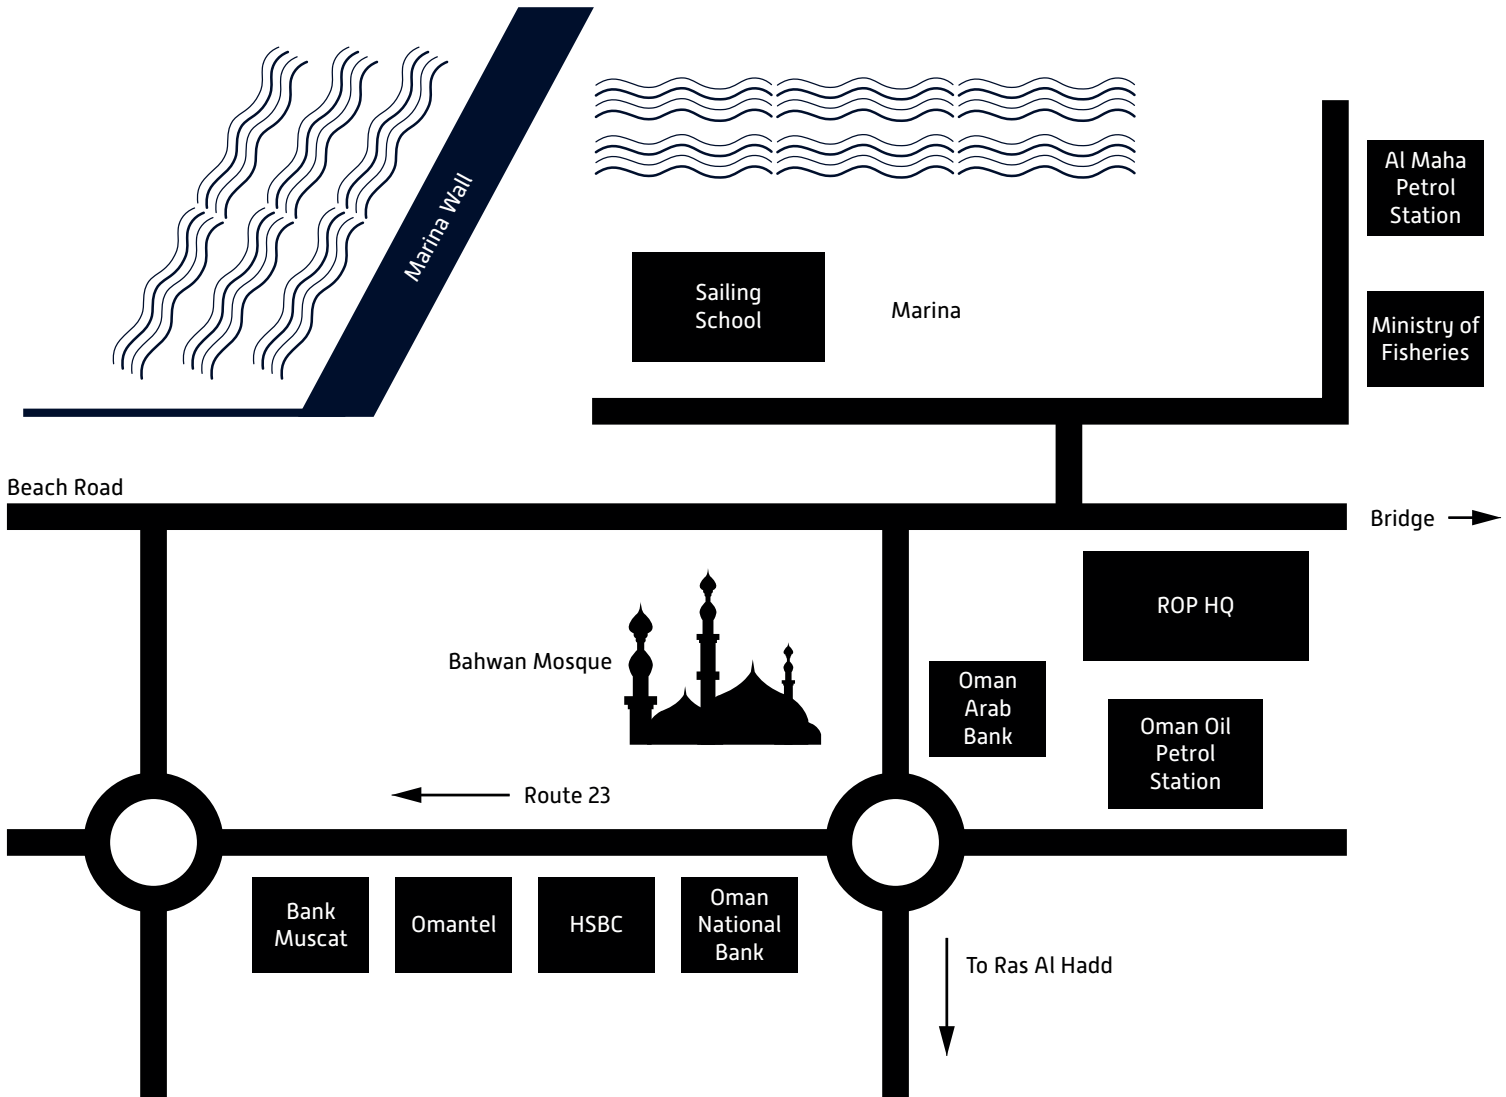 Marina Wall
Al Maha
Petrol
Station
Sailing
School
Marina
Ministry of
Fisheries
Beach Road
Bridge
ROP HQ
Bahwan Mosque
Oman
Arab
Bank
Oman Oil
Petrol
Station
Route 23
Bank
Muscat
Omantel
HSBC
Oman
National
Bank
To Ras Al Hadd